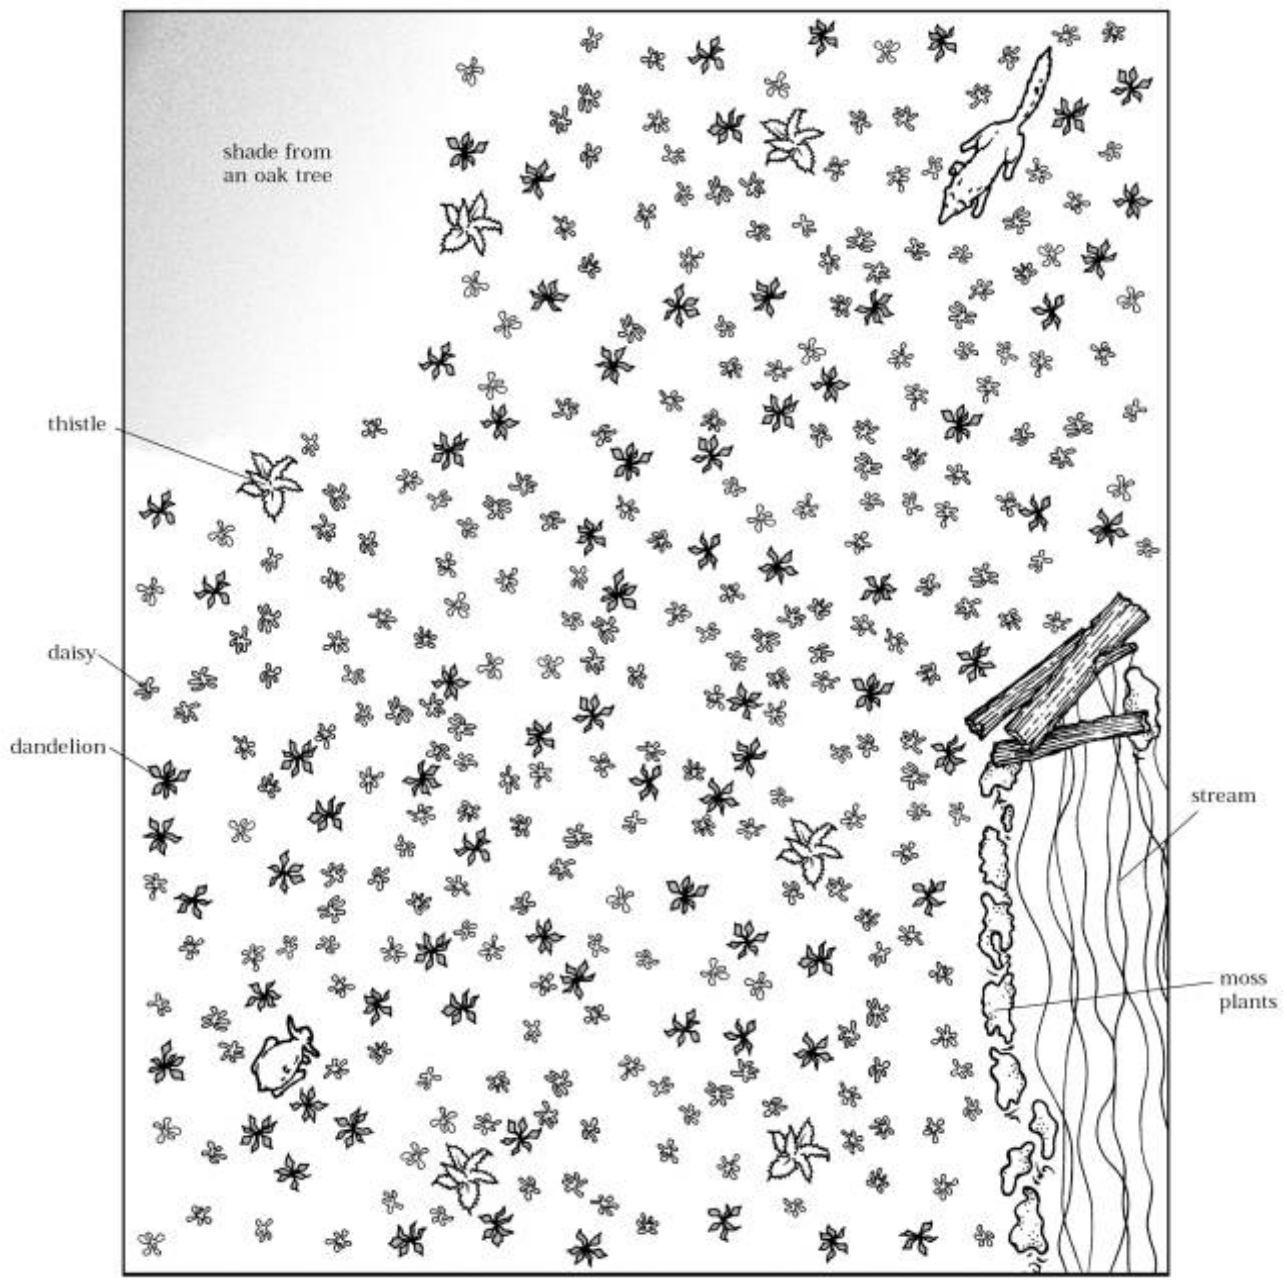 shade from
an oak tree
thistle
daisy
dandelion
stream
moss
plants